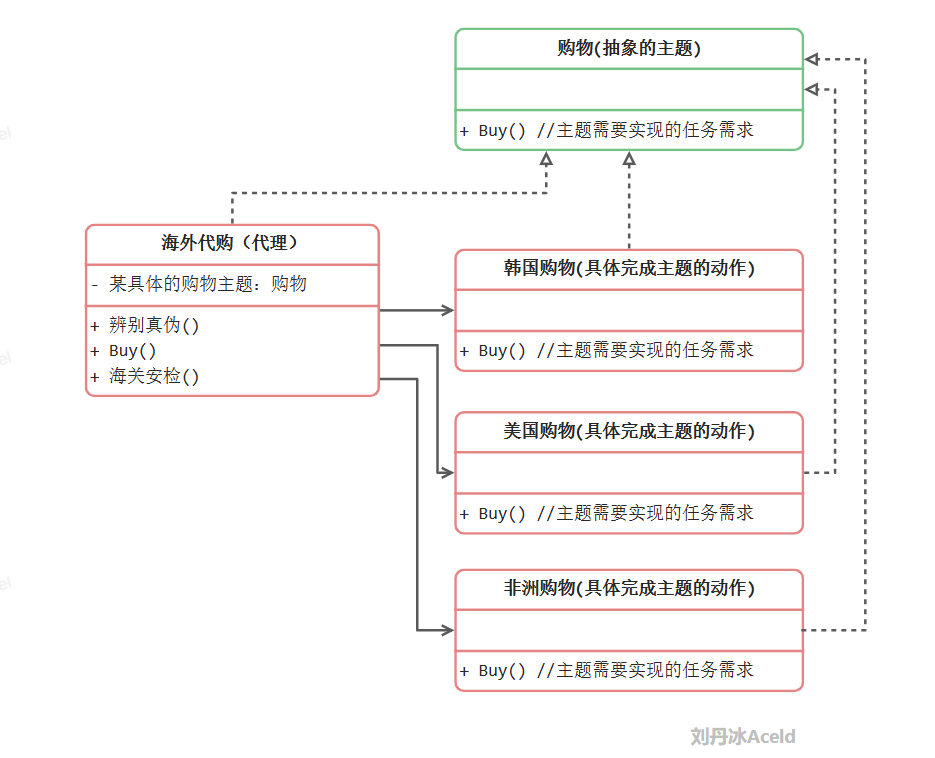 购物(抽象的主题)
+ Buy() //主题需要实现的任务需求
海外代购（代理）
- 某具体的购物主题：购物
+ 辨别真伪()
+ Buy()
+ 海关安检()
韩国购物(具体完成主题的动作)
+ Buy() //主题需要实现的任务需求
美国购物(具体完成主题的动作)
+ Buy() //主题需要实现的任务需求
非洲购物(具体完成主题的动作)
+ Buy() //主题需要实现的任务需求
刘丹冰Aceld